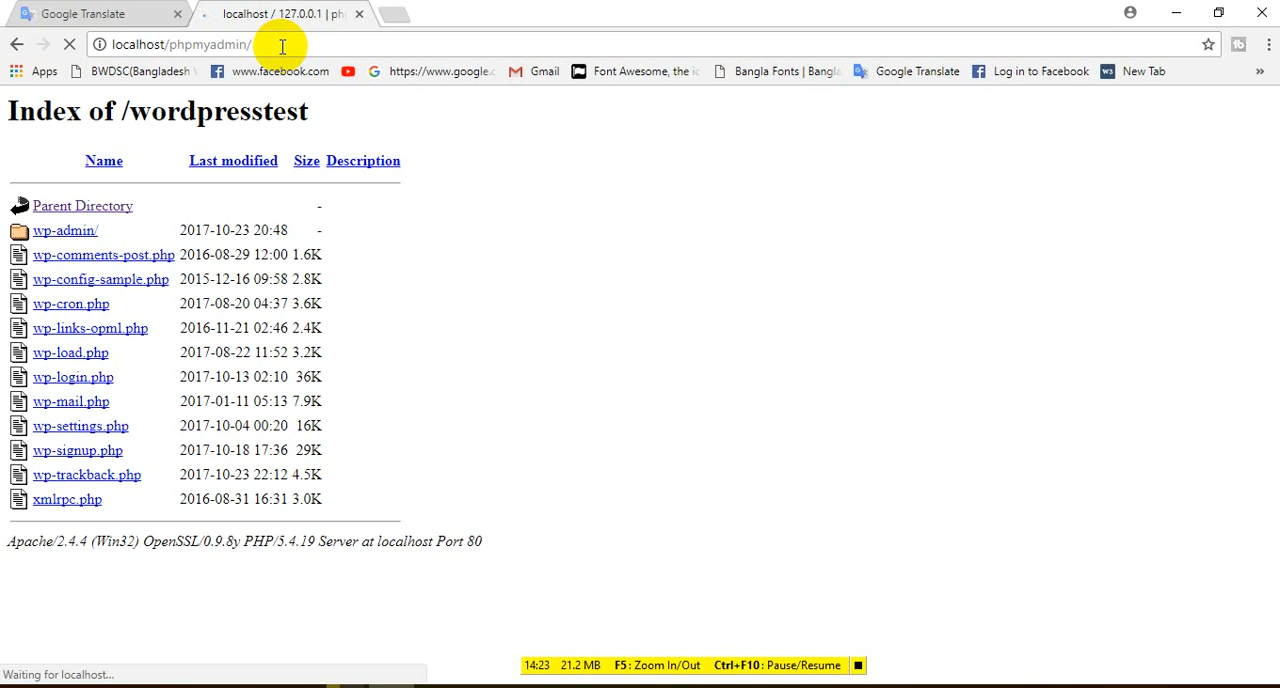 Google Translate
localhost / 127.0.0.1 | ph
localhost/phpmyadmin/
Apps BWDSC(Bangladesh www.facebook.com https://www.google.c Gmail Font Awesome, the ic Bangla Fonts | Bangla Google Translate Log in to Facebook W3 New Tab »
Index of /wordpresstest
Name Last modified Size Description
Parent Directory -
wp-admin/ 2017-10-23 20:48 -
wp-comments-post.php 2016-08-29 12:00 1.6K
wp-config-sample.php 2015-12-16 09:58 2.8K
wp-cron.php 2017-08-20 04:37 3.6K
wp-links-opml.php 2016-11-21 02:46 2.4K
wp-load.php 2017-08-22 11:52 3.2K
wp-login.php 2017-10-13 02:10 36K
wp-mail.php 2017-01-11 05:13 7.9K
wp-settings.php 2017-10-04 00:20 16K
wp-signup.php 2017-10-18 17:36 29K
wp-trackback.php 2017-10-23 22:12 4.5K
xmlrpc.php 2016-08-31 16:31 3.0K
Apache/2.4.4 (Win32) OpenSSL/0.9.8y PHP/5.4.19 Server at localhost Port 80
14:23 21.2 MB F5: Zoom In/Out Ctrl+F10: Pause/Resume
Waiting for localhost...